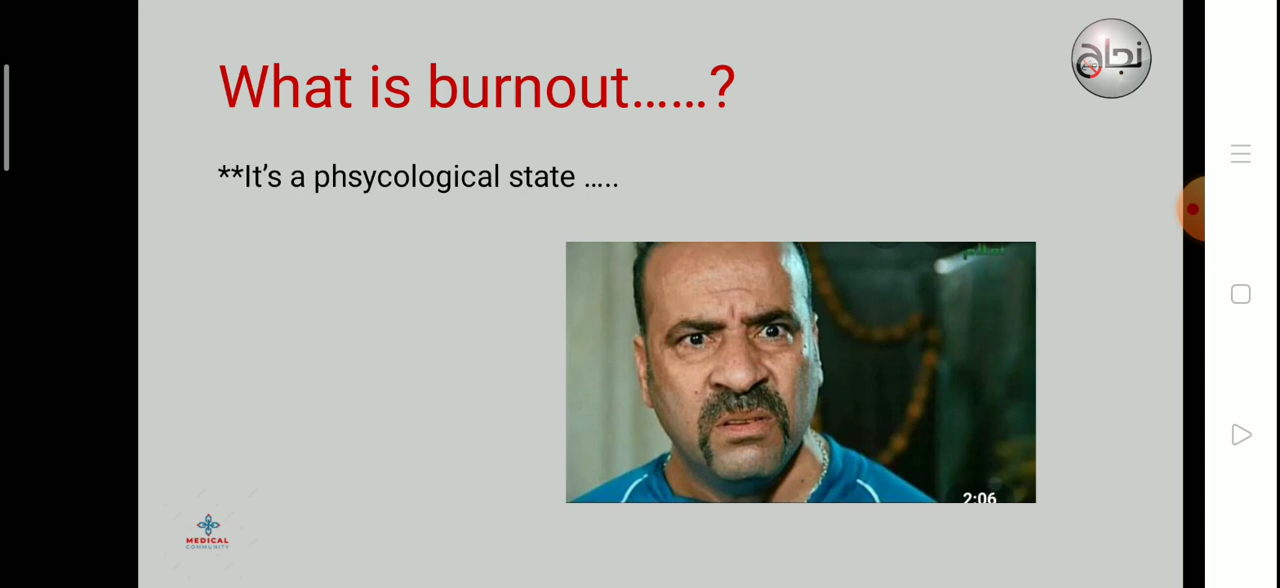 What is burnout……?
نجاح
**It’s a phsycological state …..
2:06
MEDICAL
COMMUNITY